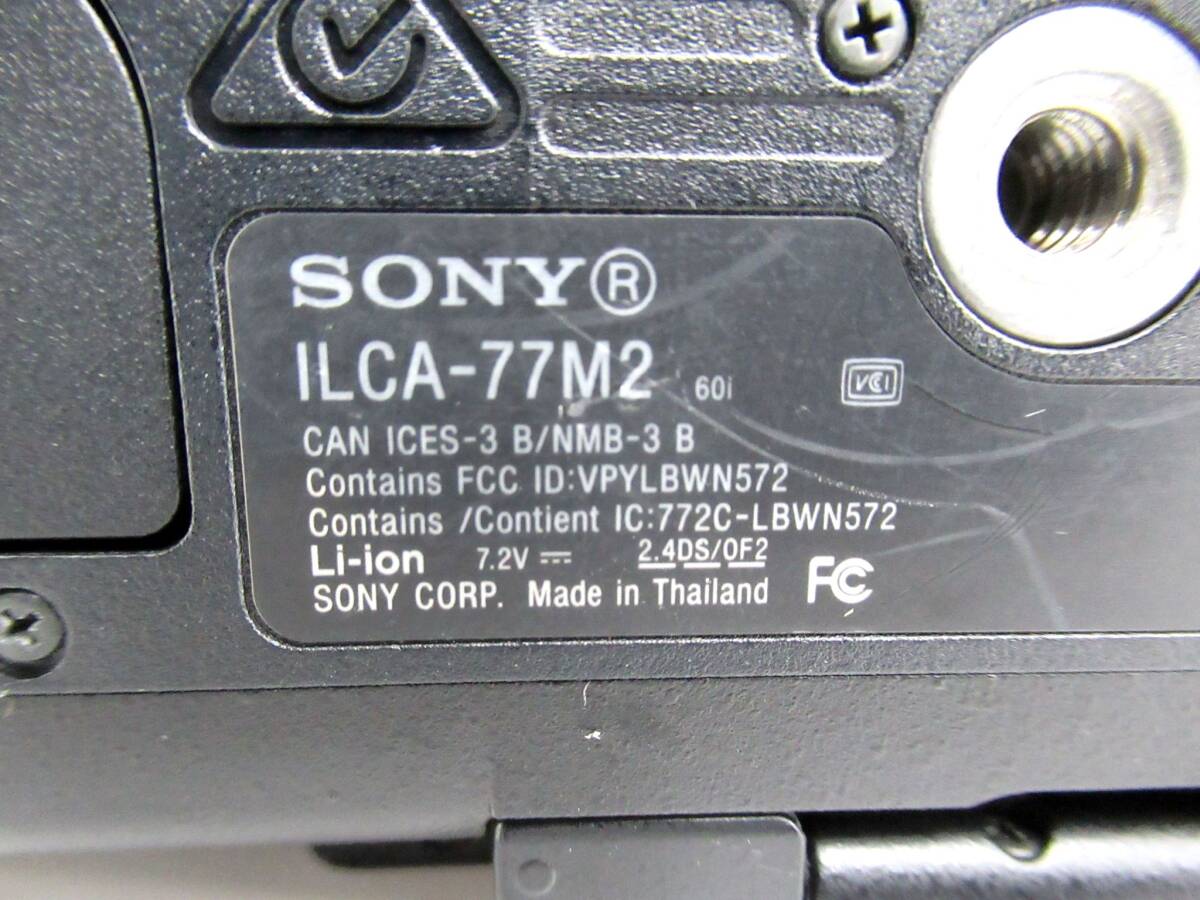 SONY®
ILCA-77M2 60i VCCI
CAN ICES-3 B/NMB-3 B
Contains FCC ID:VPYLBWN572
Contains /Contient IC:772C-LBWN572
Li-ion 7.2V ⎓ 2.4DS/0F2
SONY CORP. Made in Thailand FC